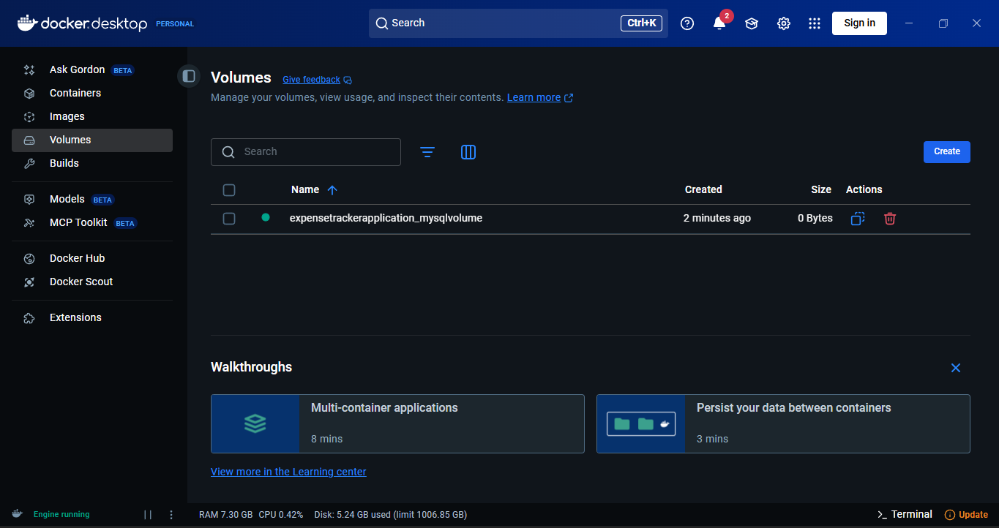 docker.desktop PERSONAL
Search Ctrl+K
2
Sign in
Ask Gordon BETA
Containers
Images
Volumes
Builds
Models BETA
MCP Toolkit BETA
Docker Hub
Docker Scout
Extensions
Volumes Give feedback
Manage your volumes, view usage, and inspect their contents. Learn more
Search
Create
Name Created Size Actions
expensetrackerapplication_mysqlvolume 2 minutes ago 0 Bytes
Walkthroughs
Multi-container applications
8 mins
Persist your data between containers
3 mins
View more in the Learning center
Engine running RAM 7.30 GB CPU 0.42% Disk: 5.24 GB used (limit 1006.85 GB) Terminal Update